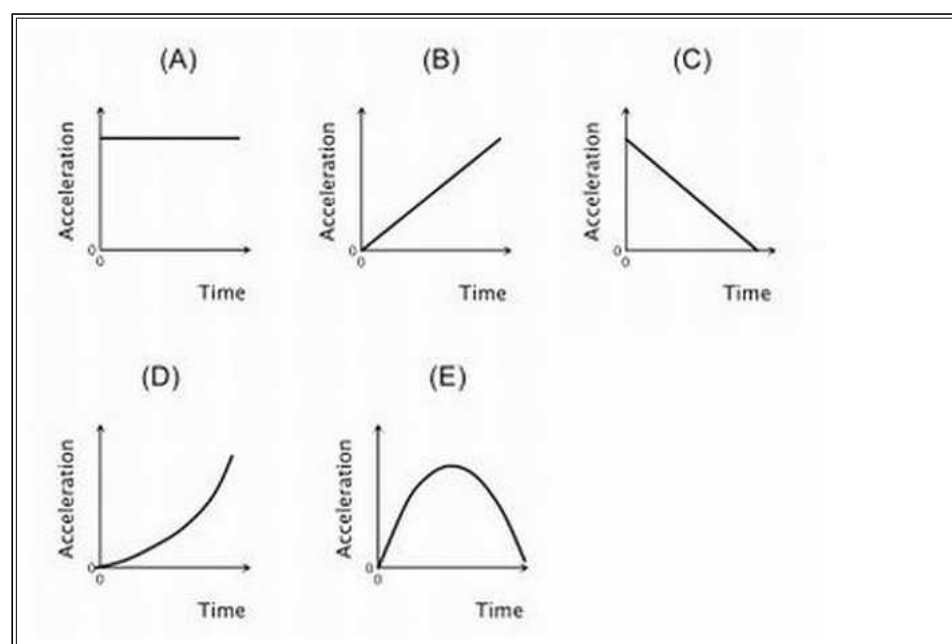 (A) (B) (C)
Acceleration Acceleration Acceleration
0 0 0
0 0 0
Time Time Time
(D) (E)
Acceleration Acceleration
0 0
0 0
Time Time